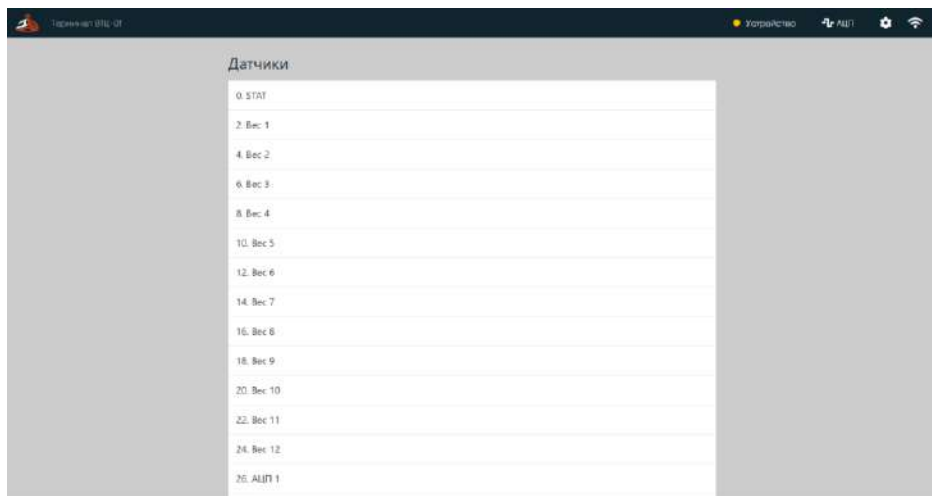 Терминал ВТЦ-01
Устройство
АЦП
Датчики
0. STAT
2. Вес 1
4. Вес 2
6. Вес 3
8. Вес 4
10. Вес 5
12. Вес 6
14. Вес 7
16. Вес 8
18. Вес 9
20. Вес 10
22. Вес 11
24. Вес 12
26. АЦП 1